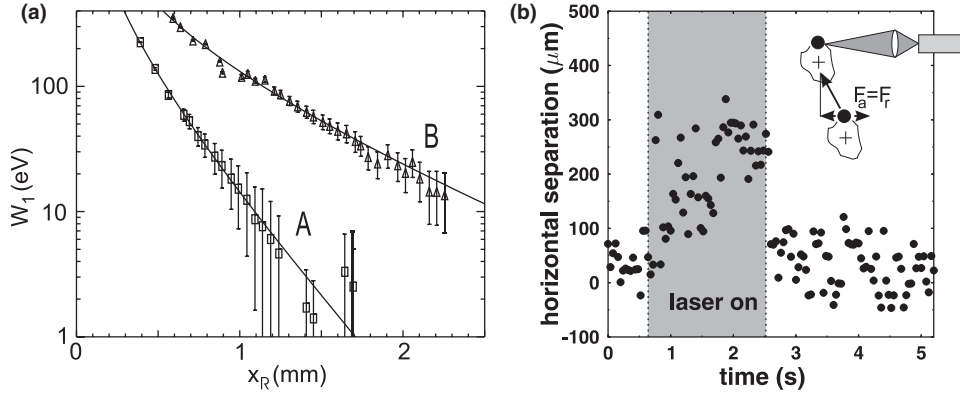 (a)
W₁ (eV)
100
10
1
0
1
2
x_R (mm)
A
B
(b)
horizontal separation (μm)
500
400
300
200
100
0
-100
0 1 2 3 4 5
time (s)
laser on
Fₐ=Fᵣ